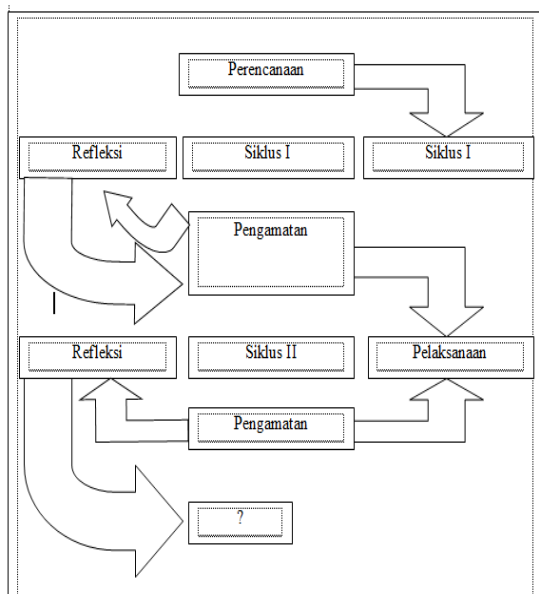 Perencanaan
Refleksi
Siklus I
Siklus I
Pengamatan
Refleksi
Siklus II
Pelaksanaan
Pengamatan
?